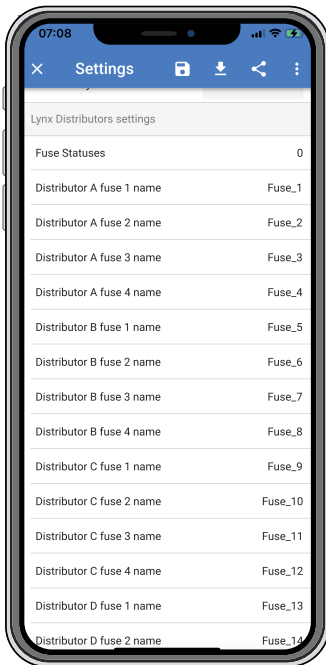 07:08
Settings
Lynx Distributors settings
Fuse Statuses 0
Distributor A fuse 1 name Fuse_1
Distributor A fuse 2 name Fuse_2
Distributor A fuse 3 name Fuse_3
Distributor A fuse 4 name Fuse_4
Distributor B fuse 1 name Fuse_5
Distributor B fuse 2 name Fuse_6
Distributor B fuse 3 name Fuse_7
Distributor B fuse 4 name Fuse_8
Distributor C fuse 1 name Fuse_9
Distributor C fuse 2 name Fuse_10
Distributor C fuse 3 name Fuse_11
Distributor C fuse 4 name Fuse_12
Distributor D fuse 1 name Fuse_13
Distributor D fuse 2 name Fuse_14